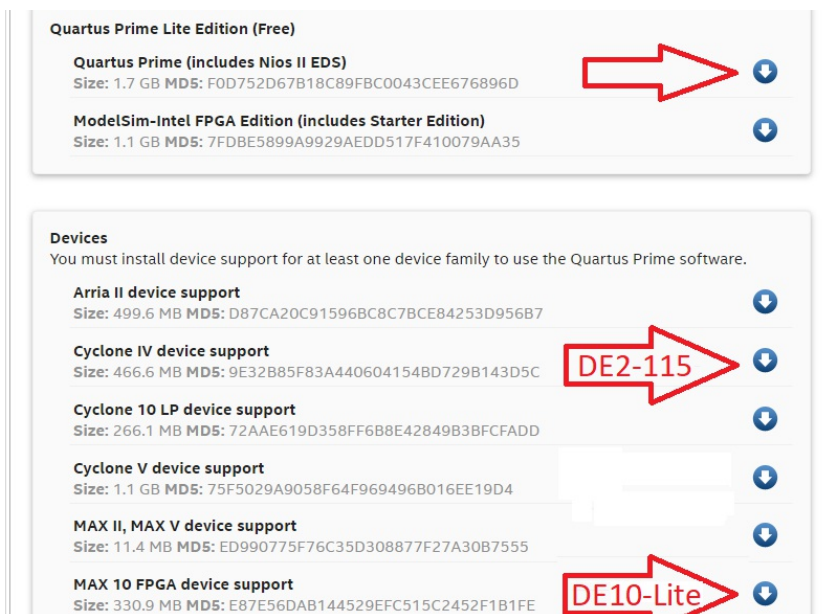 Quartus Prime Lite Edition (Free)
Quartus Prime (includes Nios II EDS)
Size: 1.7 GB MD5: F0D752D67B18C89FBC0043CEE676896D
ModelSim-Intel FPGA Edition (includes Starter Edition)
Size: 1.1 GB MD5: 7FDBE5899A9929AEDD517F410079AA35
Devices
You must install device support for at least one device family to use the Quartus Prime software.
Arria II device support
Size: 499.6 MB MD5: D87CA20C91596BC8C7BCE84253D956B7
Cyclone IV device support
Size: 466.6 MB MD5: 9E32B85F83A440604154BD729B143D5C
DE2-115
Cyclone 10 LP device support
Size: 266.1 MB MD5: 72AAE619D358FF6B8E42849B3BFCFADD
Cyclone V device support
Size: 1.1 GB MD5: 75F5029A9058F64F969496B016EE19D4
MAX II, MAX V device support
Size: 11.4 MB MD5: ED990775F76C35D308877F27A30B7555
MAX 10 FPGA device support
Size: 330.9 MB MD5: E87E56DAB144529EFC515C2452F1B1FE
DE10-Lite